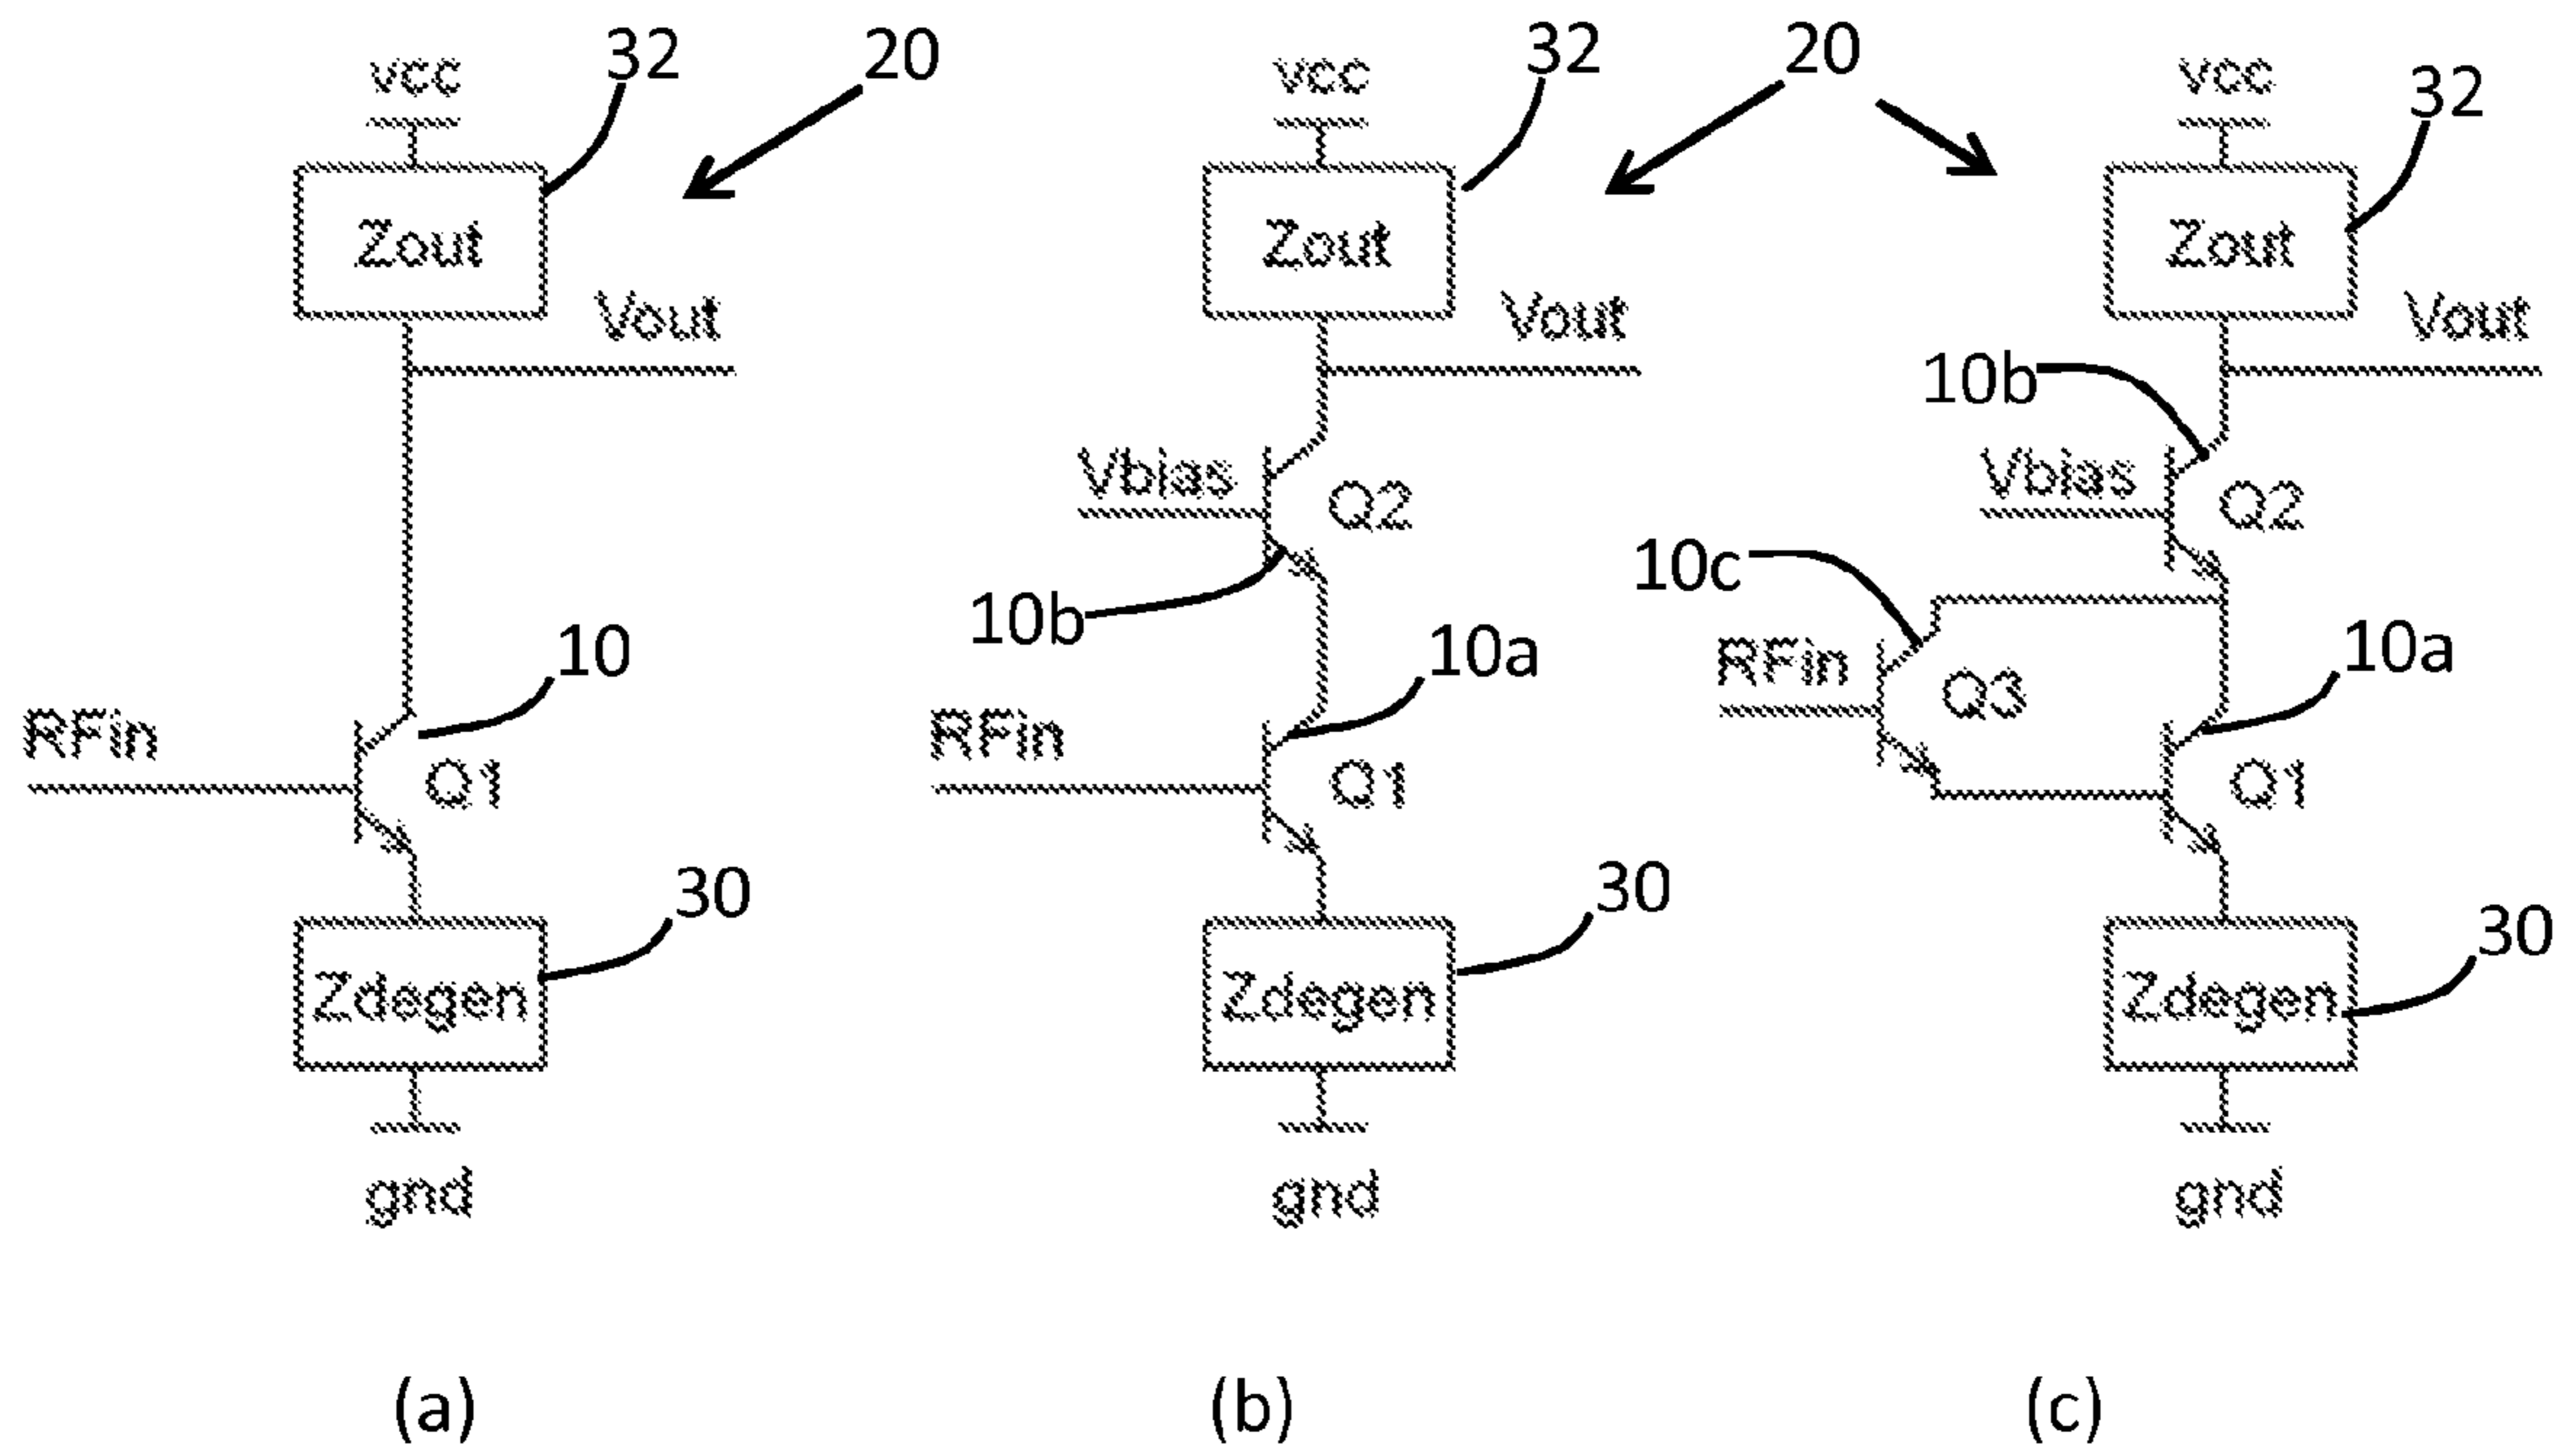 vcc
32
20
Zout
Vout
10
RFin
Q1
30
Zdegen
gnd
(a)
vcc
32
20
Zout
Vout
Vbias
Q2
10b
10a
RFin
Q1
30
Zdegen
gnd
(b)
vcc
32
Zout
Vout
10b
Vbias
Q2
10c
RFin
Q3
10a
Q1
30
Zdegen
gnd
(c)